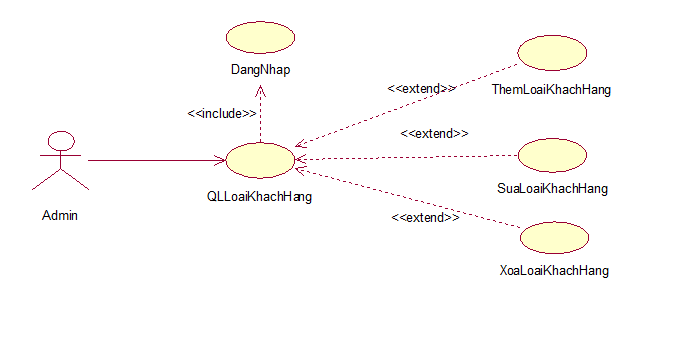 DangNhap
<<extend>>
ThemLoaiKhachHang
<<include>>
<<extend>>
SuaLoaiKhachHang
QLLoaiKhachHang
Admin
<<extend>>
XoaLoaiKhachHang